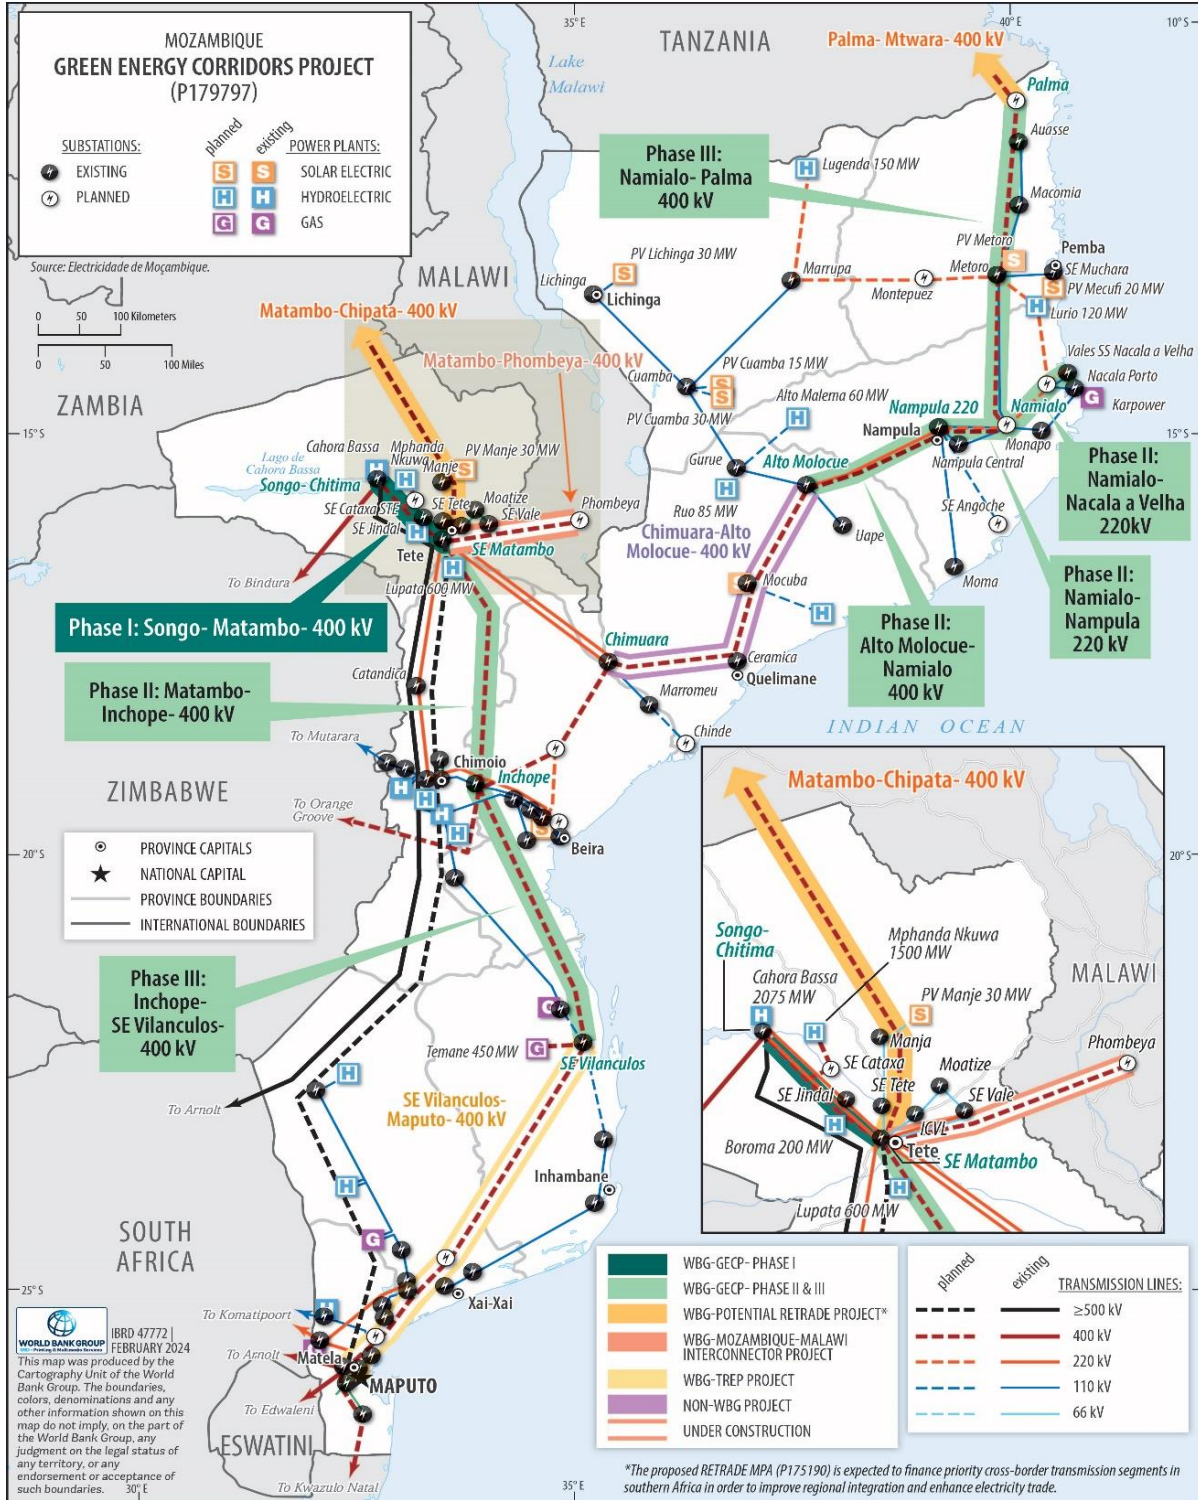 MOZAMBIQUE
GREEN ENERGY CORRIDORS PROJECT
(P179797)
SUBSTATIONS:
EXISTING
PLANNED
planned
existing
POWER PLANTS:
S S SOLAR ELECTRIC
H H HYDROELECTRIC
G G GAS
Source: Electricidade de Moçambique.
0 50 100 Kilometers
0 50 100 Miles
35° E
40° E
10° S
TANZANIA
Lake
Malawi
Palma- Mtwara- 400 kV
Palma
Auasse
Phase III:
Namialo- Palma
400 kV
Lugenda 150 MW
H
Macomia
PV Metoro
S
Pemba
Metoro
SE Muchara
PV Mecufi 20 MW
S
Lurio 120 MW
H
PV Lichinga 30 MW
S
Lichinga
Lichinga
Marrupa
Montepuez
MALAWI
Matambo-Chipata- 400 kV
Matambo-Phombeya- 400 kV
ZAMBIA
Vales SS Nacala a Velha
Nacala Porto
G
Karpower
Cuamba
PV Cuamba 15 MW
S
S
PV Cuamba 30 MW
Alto Malema 60 MW
H
Nampula 220
Nampula
Namialo
Monapo
Nampula Central
15° S
15° S
Gurue
H
Ruo 85 MW
Alto Molocue
Uape
SE Angoche
Moma
Phase II:
Namialo-
Nacala a Velha
220kV
Phase II:
Namialo-
Nampula
220 kV
Phase II:
Alto Molocue-
Namialo
400 kV
Chimuara-Alto
Molocue- 400 kV
Cahora Bassa
Mphanda
Nkuwa
Manje
PV Manje 30 MW
S
Lago de
Cahora Bassa
H
H
Songo- Chitima
SE Cataxa
STE
SE Tete
Moatize
SE Vale
Phombeya
SE Jindal
H
Tete
SE Matambo
To Bindura
H
Lupata 600 MW
Phase I: Songo- Matambo- 400 kV
S
Mocuba
H
Chimuara
Ceramica
Quelimane
Phase II: Matambo-
Inchope- 400 kV
Catandica
Marromeu
Chinde
INDIAN OCEAN
To Mutarara
Chimoio
Inchope
H
H
H
H
ZIMBABWE
To Orange
Groove
S
Beira
20° S
20° S
PROVINCE CAPITALS
NATIONAL CAPITAL
PROVINCE BOUNDARIES
INTERNATIONAL BOUNDARIES
Phase III:
Inchope-
SE Vilanculos-
400 kV
G
Temane 450 MW
G
SE Vilanculos
H
To Arnolt
SE Vilanculos-
Maputo- 400 kV
H
Inhambane
SOUTH
AFRICA
G
25° S
Xai-Xai
To Komatipoort
H
Matela
To Arnolt
MAPUTO
To Edwaleni
ESWATINI
To Kwazulo Natal
30° E
35° E
Matambo-Chipata- 400 kV
Songo-
Chitima
Mphanda Nkuwa
1500 MW
MALAWI
Cahora Bassa
2075 MW
H
H
PV Manje 30 MW
S
Manja
SE Cataxa
Moatize
Phombeya
SE Tête
SE Jindal
SE Vale
ICVL
H
Boroma 200 MW
Tete
SE Matambo
H
Lupata 600 MW
WBG-GECP- PHASE I
WBG-GECP- PHASE II & III
WBG-POTENTIAL RETRADE PROJECT*
WBG-MOZAMBIQUE-MALAWI
INTERCONNECTOR PROJECT
WBG-TREP PROJECT
NON-WBG PROJECT
UNDER CONSTRUCTION
planned
existing
TRANSMISSION LINES:
≥500 kV
400 kV
220 kV
110 kV
66 kV
WORLD BANK GROUP
IBRD 47772 |
FEBRUARY 2024
This map was produced by the
Cartography Unit of the World
Bank Group. The boundaries,
colors, denominations and any
other information shown on this
map do not imply, on the part of
the World Bank Group, any
judgment on the legal status of
any territory, or any
endorsement or acceptance of
such boundaries.
*The proposed RETRADE MPA (P175190) is expected to finance priority cross-border transmission segments in
southern Africa in order to improve regional integration and enhance electricity trade.